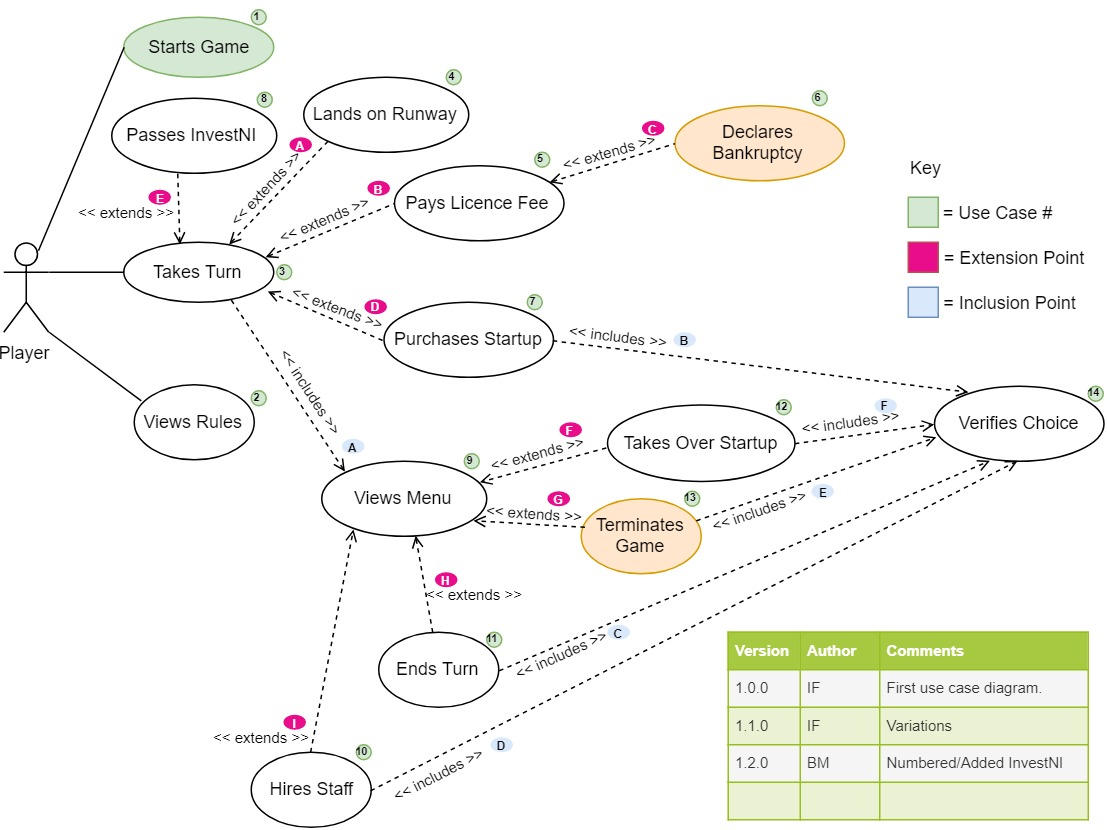 1
Starts Game
8
Passes InvestNI
4
Lands on Runway
6
Declares
Bankruptcy
A
<< extends >>
C
<< extends >>
5
Pays Licence Fee
B
<< extends >>
E
<< extends >>
Takes Turn
3
Player
D
<< extends >>
7
Purchases Startup
<< includes >>
B
Key
= Use Case #
= Extension Point
= Inclusion Point
2
Views Rules
<< includes >>
A
12
Takes Over Startup
F
<< includes >>
14
Verifies Choice
F
<< extends >>
9
Views Menu
G
<< extends >>
13
Terminates
Game
E
<< includes >>
H
<< extends >>
11
Ends Turn
<< includes >>
C
I
<< extends >>
10
Hires Staff
<< includes >>
D
Version Author Comments
1.0.0 IF First use case diagram.
1.1.0 IF Variations
1.2.0 BM Numbered/Added InvestNI